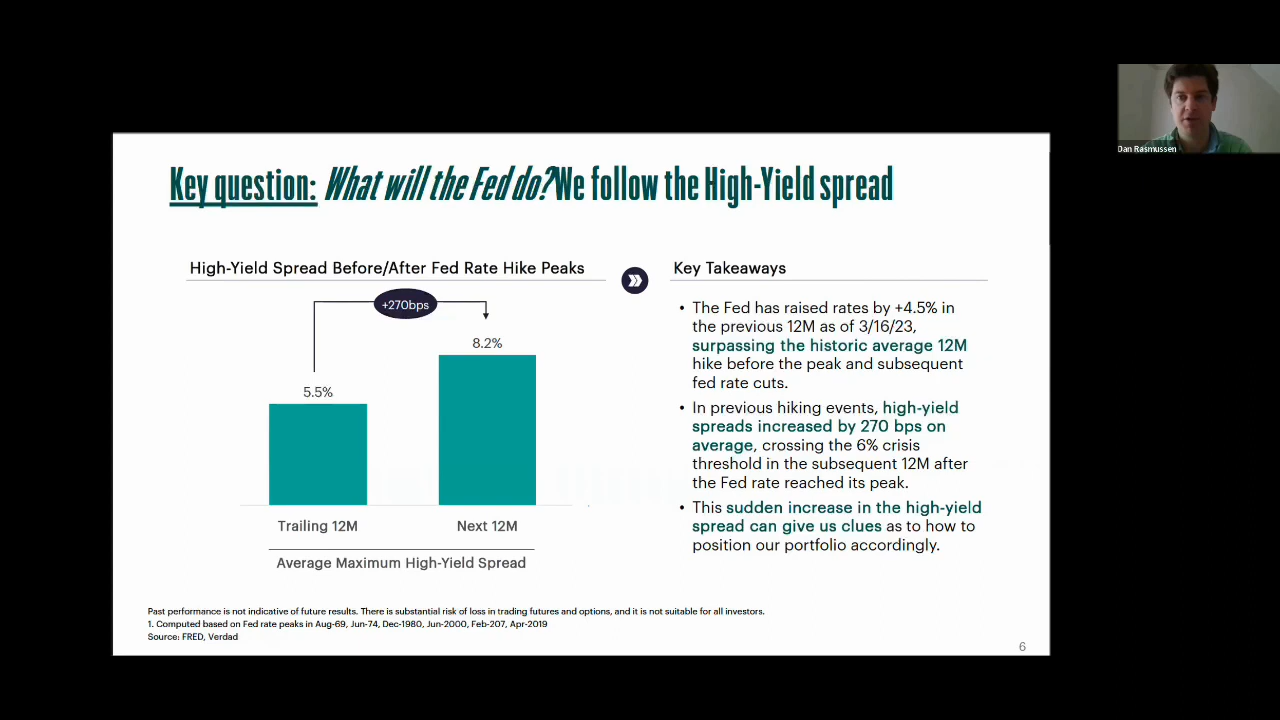 Dan Rasmussen
Key question: What will the Fed do? We follow the High-Yield spread
High-Yield Spread Before/After Fed Rate Hike Peaks
+270bps
8.2%
5.5%
Trailing 12M
Next 12M
Average Maximum High-Yield Spread
Key Takeaways
• The Fed has raised rates by +4.5% in
the previous 12M as of 3/16/23,
surpassing the historic average 12M
hike before the peak and subsequent
fed rate cuts.
• In previous hiking events, high-yield
spreads increased by 270 bps on
average, crossing the 6% crisis
threshold in the subsequent 12M after
the Fed rate reached its peak.
• This sudden increase in the high-yield
spread can give us clues as to how to
position our portfolio accordingly.
Past performance is not indicative of future results. There is substantial risk of loss in trading futures and options, and it is not suitable for all investors.
1. Computed based on Fed rate peaks in Aug-69, Jun-74, Dec-1980, Jun-2000, Feb-207, Apr-2019
Source: FRED, Verdad
6